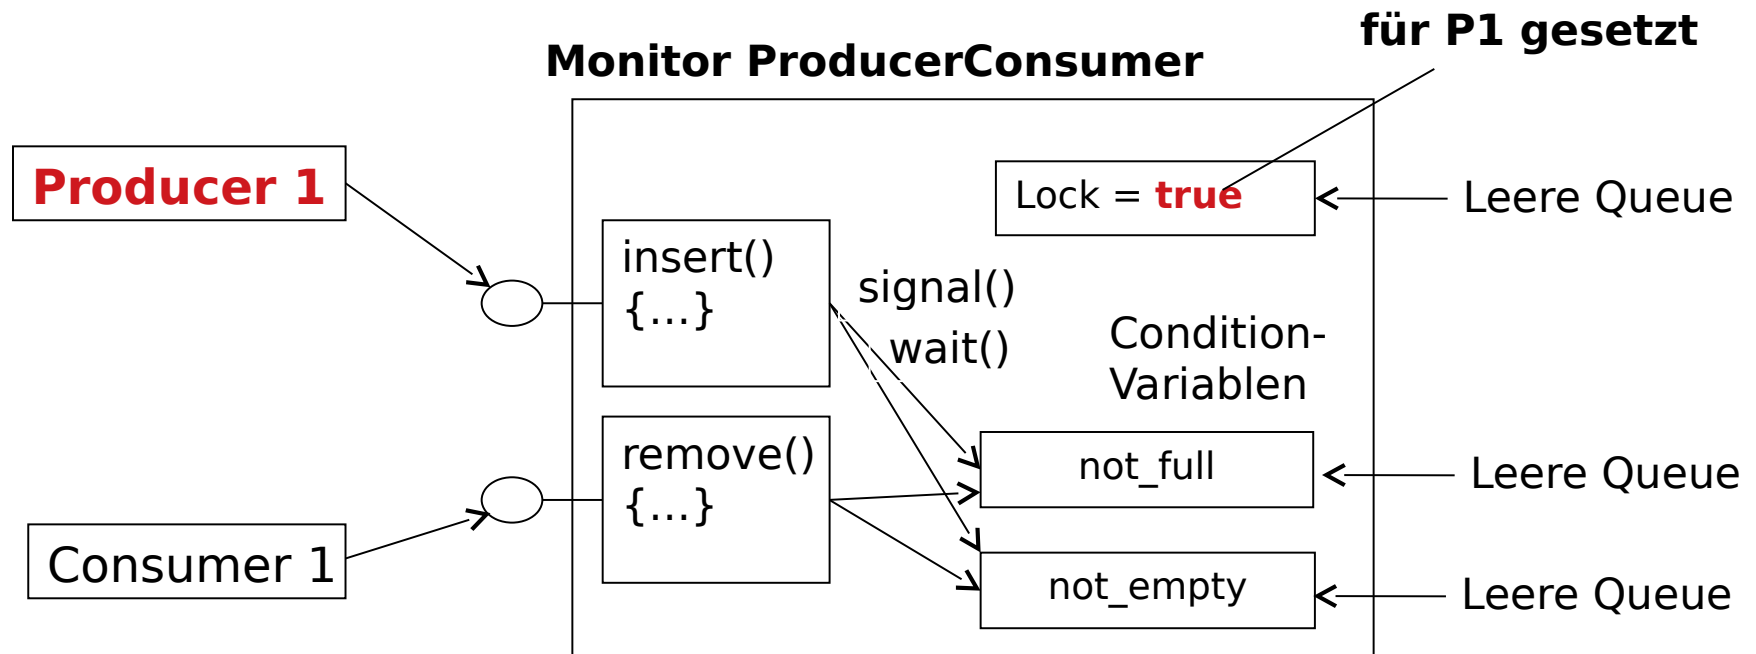 für P1 gesetzt
Monitor ProducerConsumer
Producer 1
Lock = true
Leere Queue
insert()
{...}
signal()
wait()
Condition-
Variablen
remove()
{...}
not_full
Leere Queue
Consumer 1
not_empty
Leere Queue